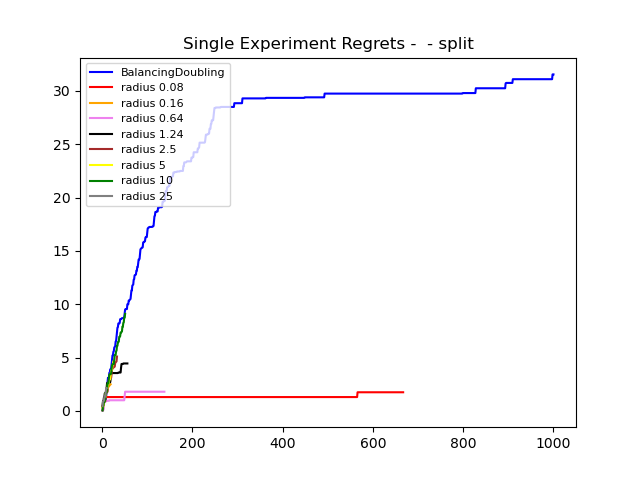 Single Experiment Regrets -  - split
BalancingDoubling
radius 0.08
radius 0.16
radius 0.64
radius 1.24
radius 2.5
radius 5
radius 10
radius 25
30
25
20
15
10
5
0
0 200 400 600 800 1000